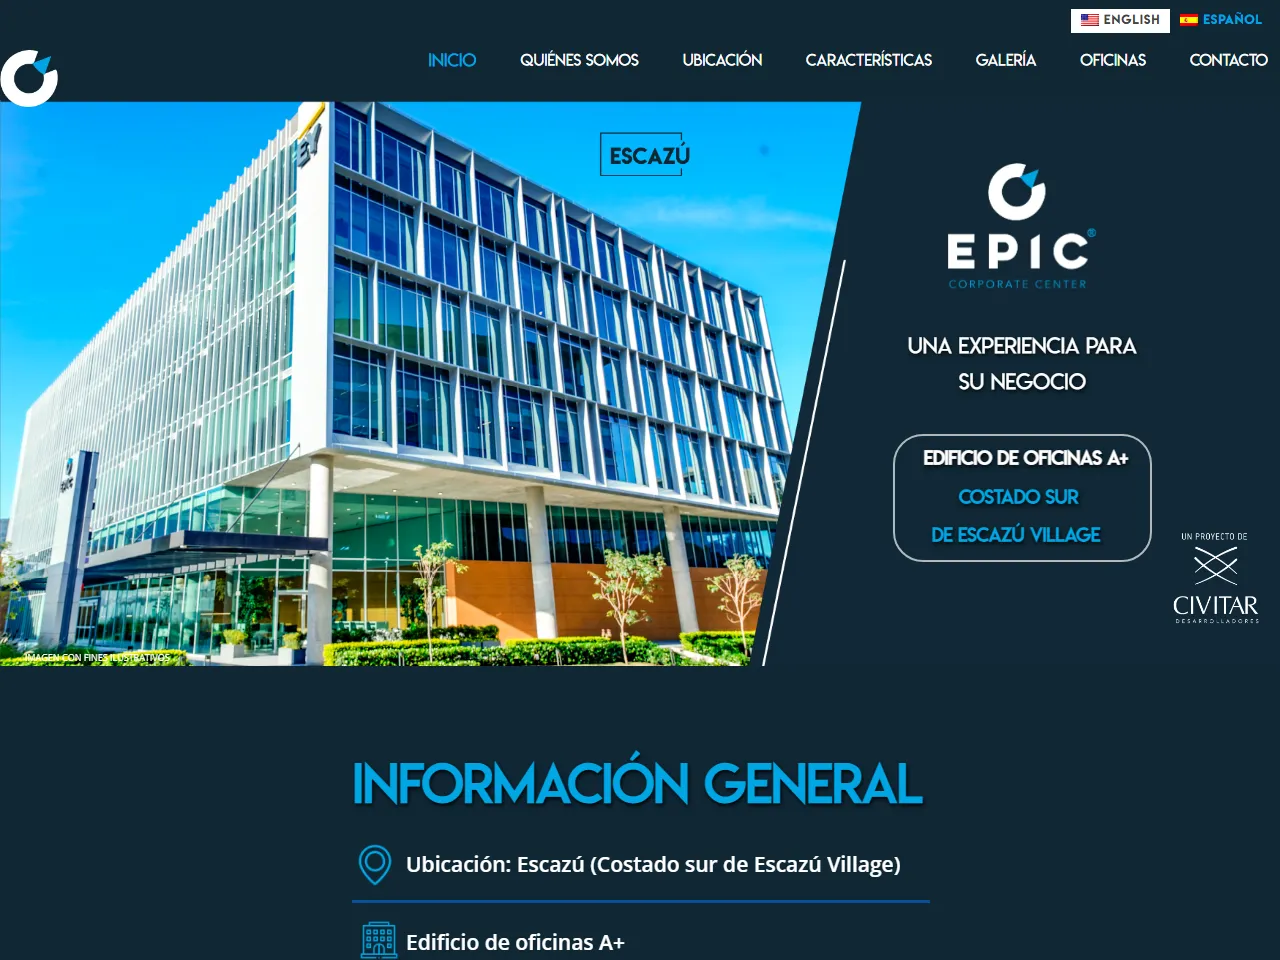 ENGLISH
ESPAÑOL
INICIO
QUIÉNES SOMOS
UBICACIÓN
CARACTERÍSTICAS
GALERÍA
OFICINAS
CONTACTO
EY
ESCAZÚ
epic
EPIC®
CORPORATE CENTER
UNA EXPERIENCIA PARA
SU NEGOCIO
EDIFICIO DE OFICINAS A+
COSTADO SUR
DE ESCAZÚ VILLAGE
UN PROYECTO DE
CIVITAR
DESARROLLADORES
IMAGEN CON FINES ILUSTRATIVOS
INFORMACIÓN GENERAL
Ubicación: Escazú (Costado sur de Escazú Village)
Edificio de oficinas A+